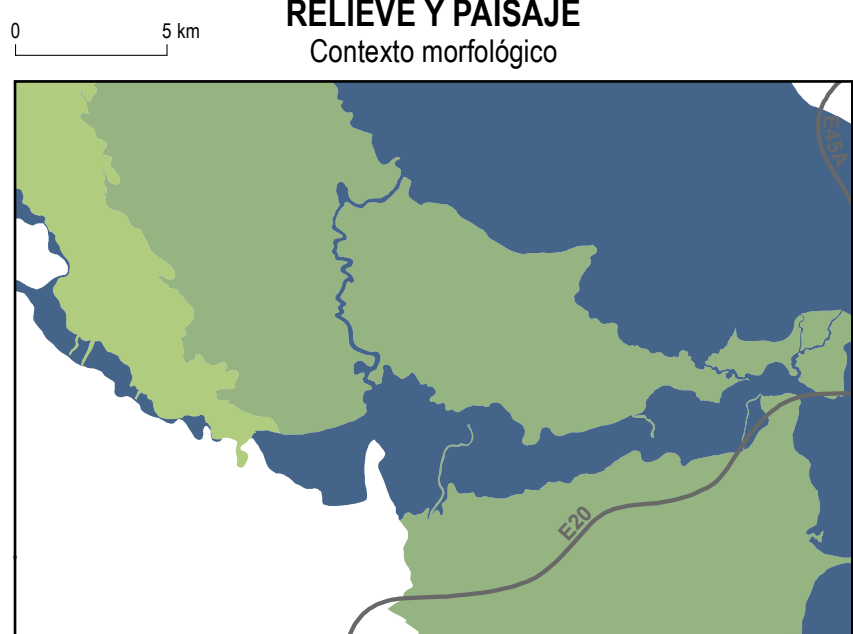 RELIEVE Y PAISAJE
0 5 km
Contexto morfológico
E45A
E20